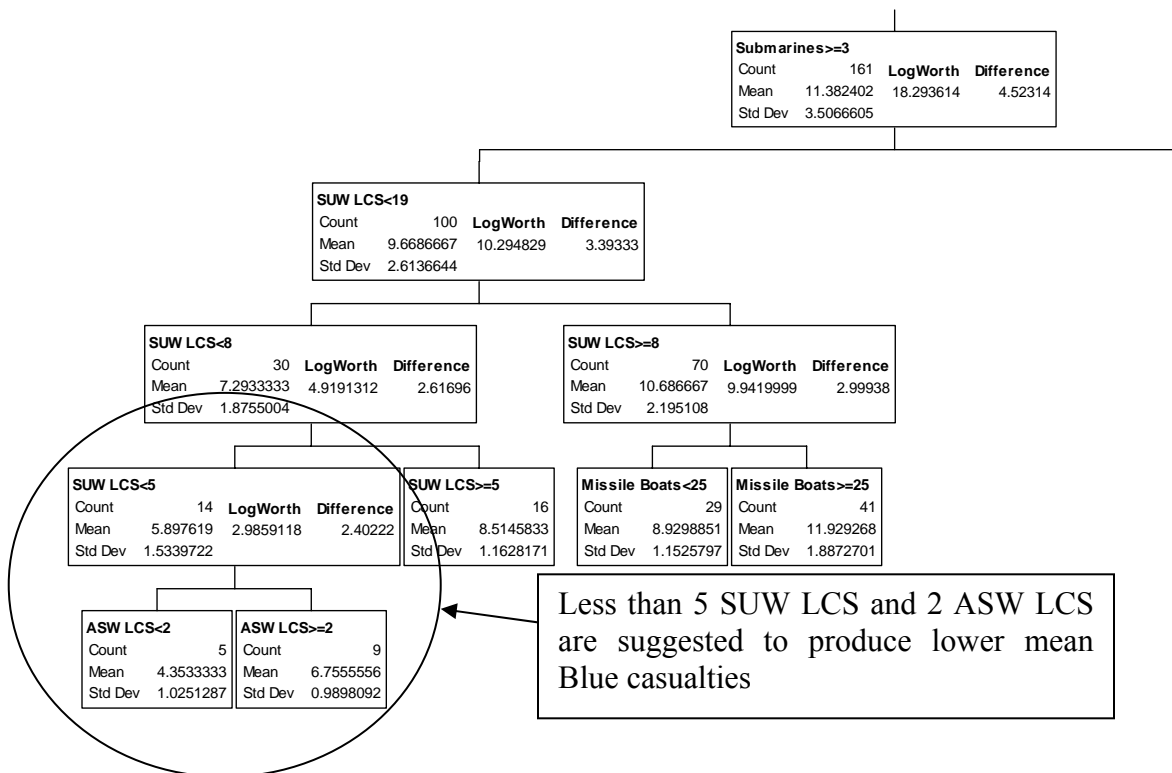 Submarines>=3
Count 161 LogWorth Difference
Mean 11.382402 18.293614 4.52314
Std Dev 3.5066605
SUW LCS<19
Count 100 LogWorth Difference
Mean 9.6686667 10.294829 3.39333
Std Dev 2.6136644
SUW LCS<8
Count 30 LogWorth Difference
Mean 7.2933333 4.9191312 2.61696
Std Dev 1.8755004
SUW LCS>=8
Count 70 LogWorth Difference
Mean 10.686667 9.9419999 2.99938
Std Dev 2.195108
SUW LCS<5
Count 14 LogWorth Difference
Mean 5.897619 2.9859118 2.40222
Std Dev 1.5339722
SUW LCS>=5
Count 16
Mean 8.5145833
Std Dev 1.1628171
Missile Boats<25
Count 29
Mean 8.9298851
Std Dev 1.1525797
Missile Boats>=25
Count 41
Mean 11.929268
Std Dev 1.8872701
ASW LCS<2
Count 5
Mean 4.3533333
Std Dev 1.0251287
ASW LCS>=2
Count 9
Mean 6.7555556
Std Dev 0.9898092
Less than 5 SUW LCS and 2 ASW LCS
are suggested to produce lower mean
Blue casualties